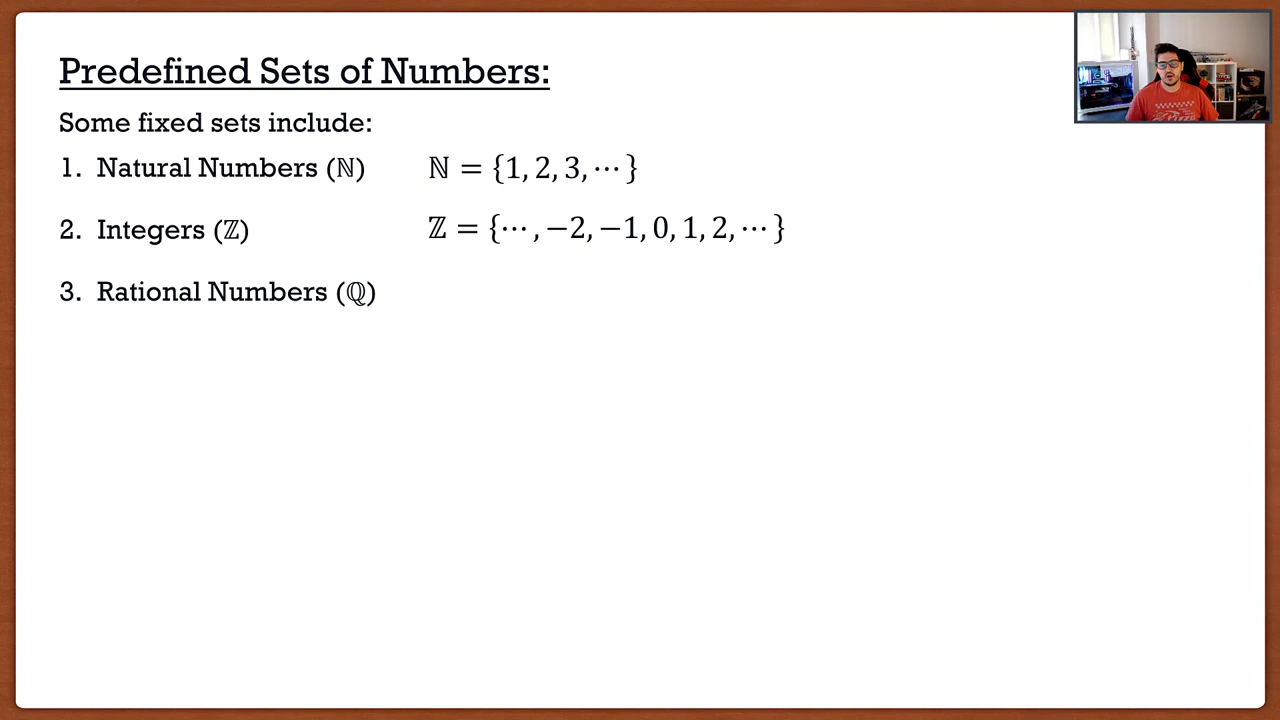 Predefined Sets of Numbers:
Some fixed sets include:
1. Natural Numbers (ℕ) ℕ = {1, 2, 3, ⋯ }
2. Integers (ℤ) ℤ = {⋯ , −2, −1, 0, 1, 2, ⋯ }
3. Rational Numbers (ℚ)